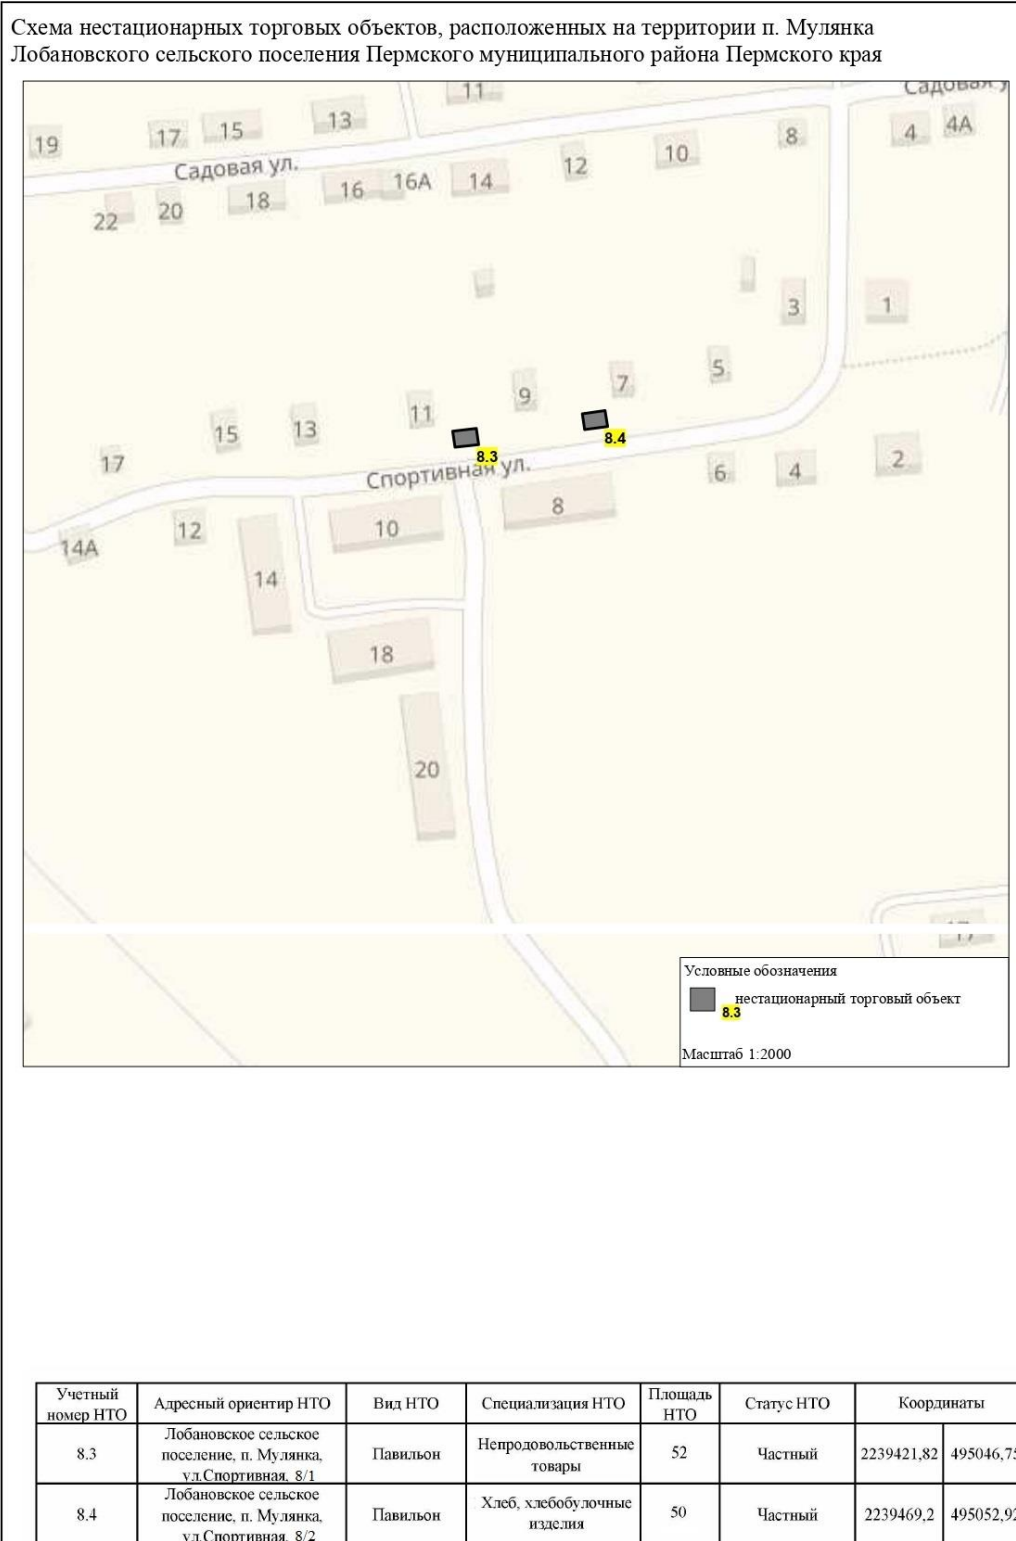 Схема нестационарных торговых объектов, расположенных на территории п. Мулянка
Лобановского сельского поселения Пермского муниципального района Пермского края
11
Садовая у
19
17
15
13
8
4
4А
Садовая ул.
12
10
22
20
18
16
16А
14
3
1
5
7
9
11
13
15
17
8.3
8.4
Спортивная ул.
6
4
2
8
10
12
14А
14
18
20
17
Условные обозначения
нестационарный торговый объект
8.3
Масштаб 1:2000
Учетный номер НТО
Адресный ориентир НТО
Вид НТО
Специализация НТО
Площадь НТО
Статус НТО
Координаты
8.3
Лобановское сельское
поселение, п. Мулянка,
ул.Спортивная, 8/1
Павильон
Непродовольственные
товары
52
Частный
2239421,82
495046,75
8.4
Лобановское сельское
поселение, п. Мулянка,
ул.Спортивная, 8/2
Павильон
Хлеб, хлебобулочные
изделия
50
Частный
2239469,2
495052,92